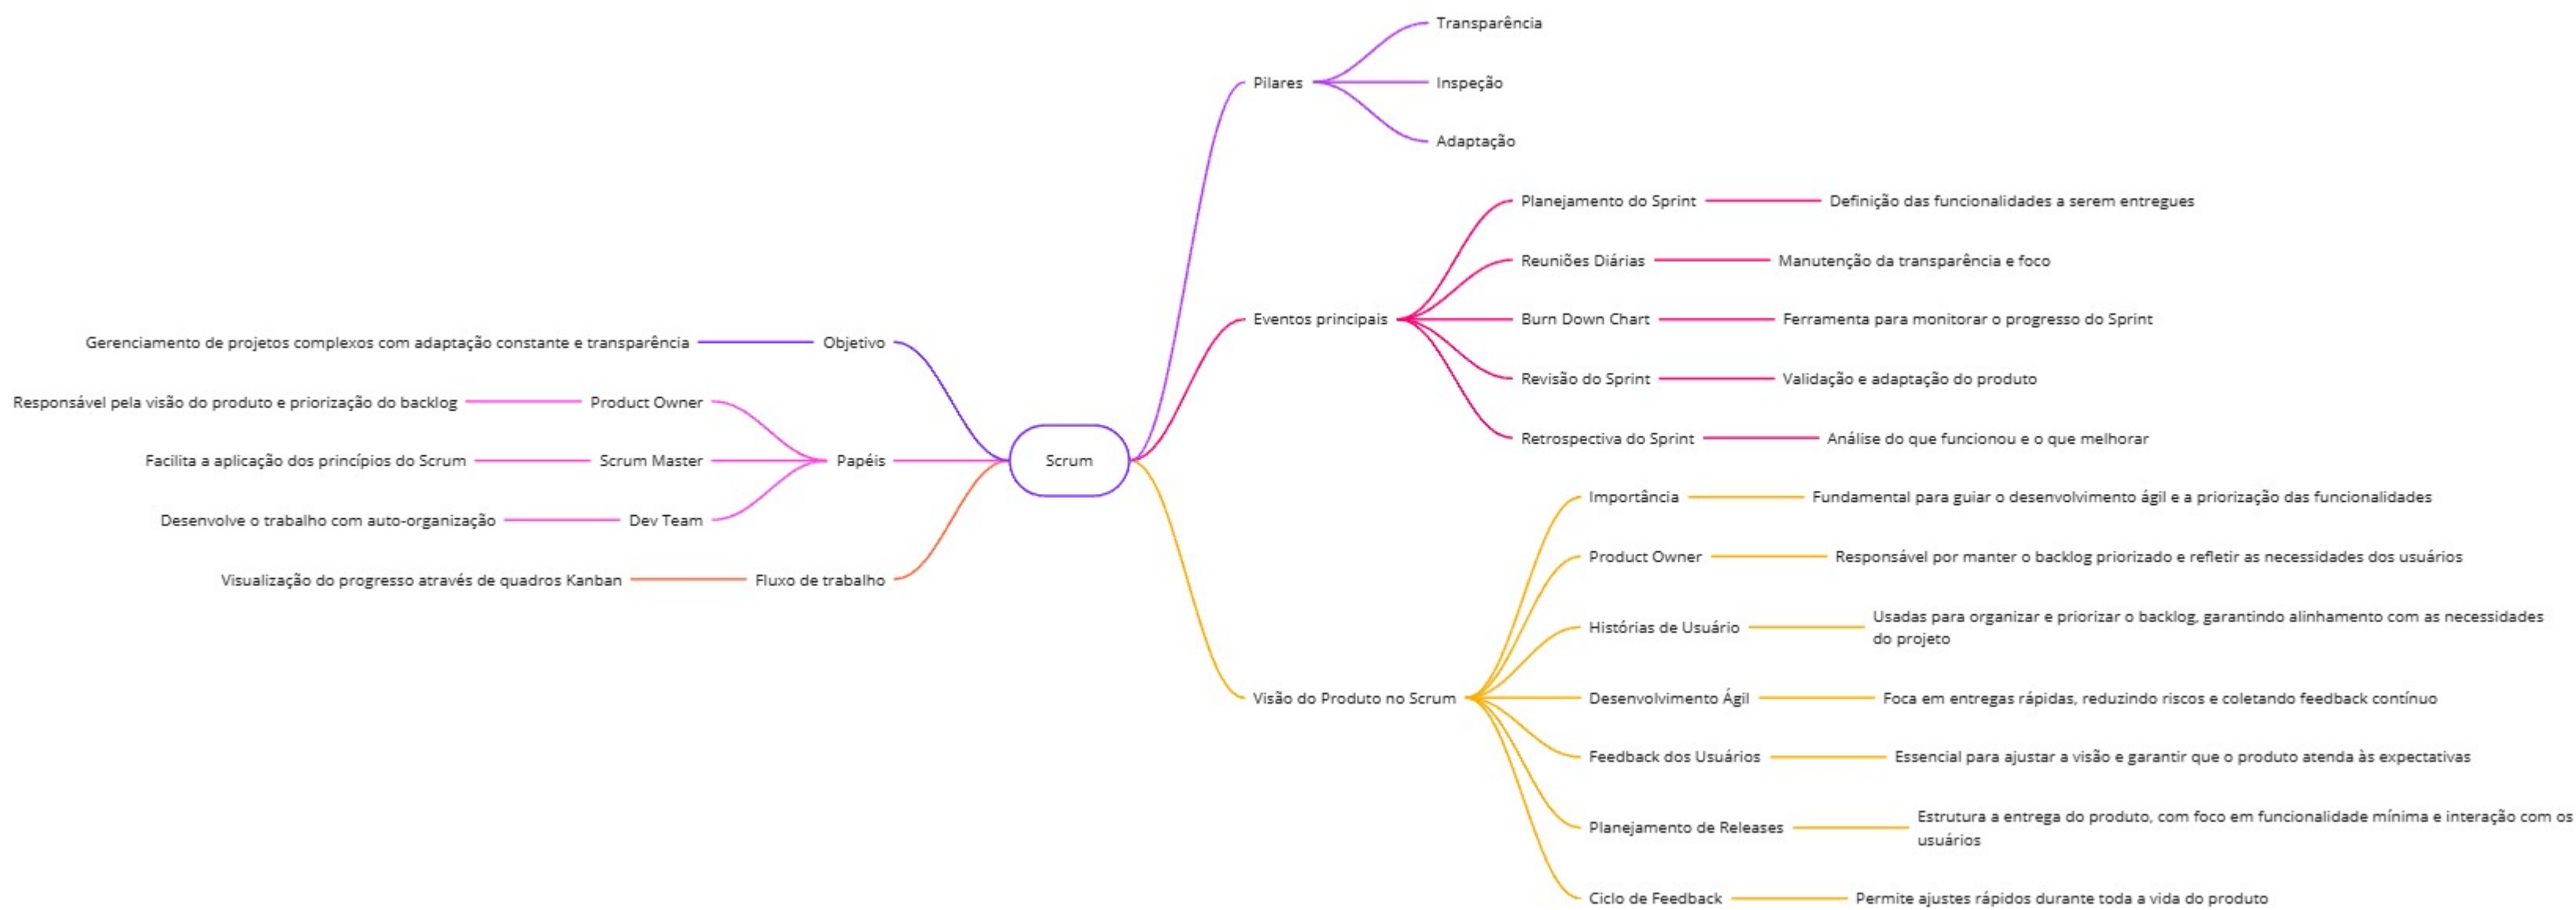 Scrum
Objetivo
Gerenciamento de projetos complexos com adaptação constante e transparência
Papéis
Product Owner
Responsável pela visão do produto e priorização do backlog
Scrum Master
Facilita a aplicação dos princípios do Scrum
Dev Team
Desenvolve o trabalho com auto-organização
Fluxo de trabalho
Visualização do progresso através de quadros Kanban
Pilares
Transparência
Inspeção
Adaptação
Eventos principais
Planejamento do Sprint
Definição das funcionalidades a serem entregues
Reuniões Diárias
Manutenção da transparência e foco
Burn Down Chart
Ferramenta para monitorar o progresso do Sprint
Revisão do Sprint
Validação e adaptação do produto
Retrospectiva do Sprint
Análise do que funcionou e o que melhorar
Visão do Produto no Scrum
Importância
Fundamental para guiar o desenvolvimento ágil e a priorização das funcionalidades
Product Owner
Responsável por manter o backlog priorizado e refletir as necessidades dos usuários
Histórias de Usuário
Usadas para organizar e priorizar o backlog, garantindo alinhamento com as necessidades
do projeto
Desenvolvimento Ágil
Foca em entregas rápidas, reduzindo riscos e coletando feedback contínuo
Feedback dos Usuários
Essencial para ajustar a visão e garantir que o produto atenda às expectativas
Planejamento de Releases
Estrutura a entrega do produto, com foco em funcionalidade mínima e interação com os
usuários
Ciclo de Feedback
Permite ajustes rápidos durante toda a vida do produto